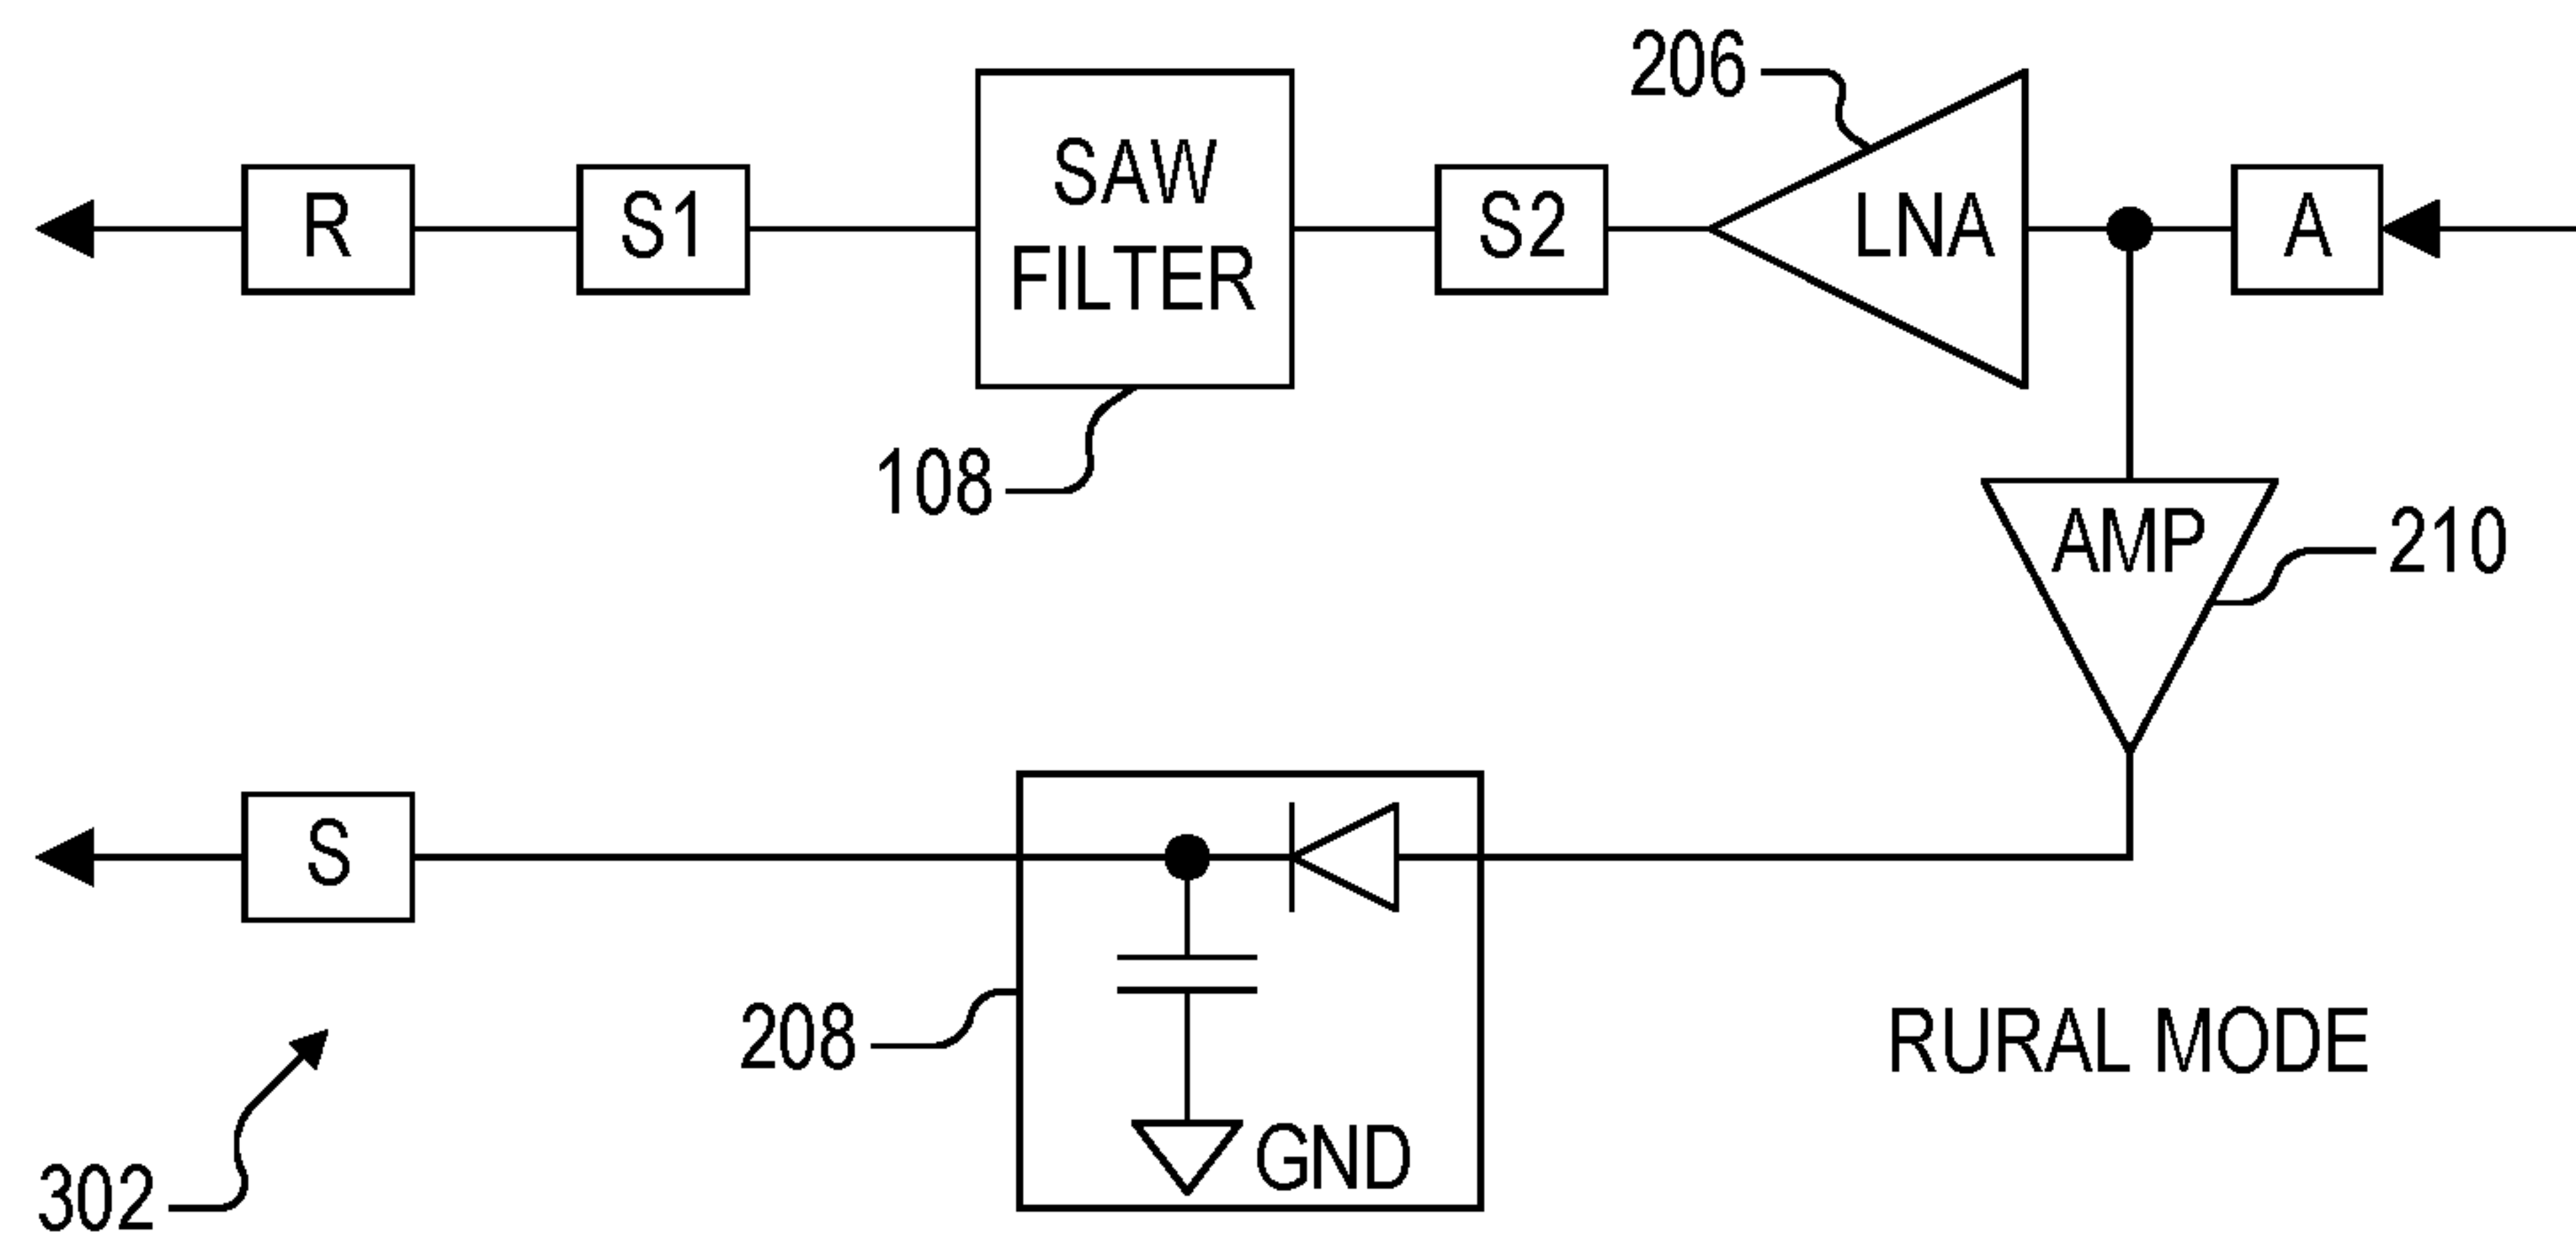 206
R
S1
SAW
FILTER
S2
LNA
A
108
AMP
210
S
208
GND
RURAL MODE
302